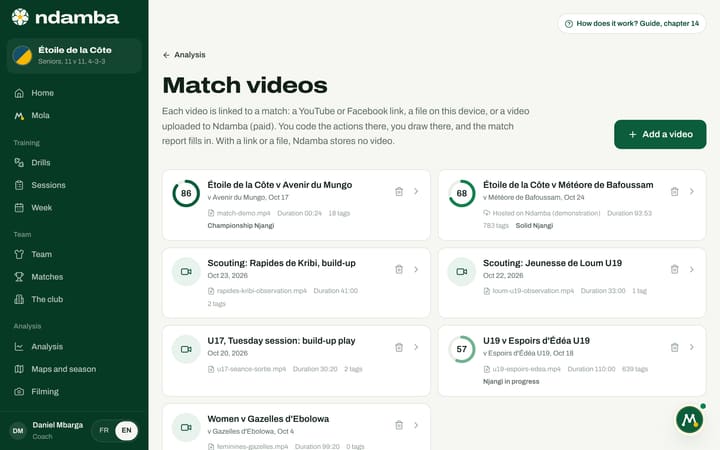 ndamba
Étoile de la Côte
Seniors, 11 v 11, 4-3-3
Home
Mola
Training
Drills
Sessions
Week
Team
Team
Matches
The club
Analysis
Analysis
Maps and season
Filming
DM
Daniel Mbarga
Coach
FR
EN
How does it work? Guide, chapter 14
Analysis
Match videos
Each video is linked to a match: a YouTube or Facebook link, a file on this device, or a video
uploaded to Ndamba (paid). You code the actions there, you draw there, and the match
report fills in. With a link or a file, Ndamba stores no video.
Add a video
86
Étoile de la Côte v Avenir du Mungo
v Avenir du Mungo, Oct 17
match-demo.mp4 Duration 00:24 18 tags
Championship Njangi
68
Étoile de la Côte v Météore de Bafoussam
v Météore de Bafoussam, Oct 24
Hosted on Ndamba (demonstration) Duration 93:53
783 tags Solid Njangi
Scouting: Rapides de Kribi, build-up
Oct 23, 2026
rapides-kribi-observation.mp4 Duration 41:00
2 tags
Scouting: Jeunesse de Loum U19
Oct 22, 2026
loum-u19-observation.mp4 Duration 33:00 1 tag
U17, Tuesday session: build-up play
Oct 20, 2026
u17-seance-sortie.mp4 Duration 30:20 2 tags
57
U19 v Espoirs d'Édéa U19
v Espoirs d'Édéa U19, Oct 18
u19-espoirs-edea.mp4 Duration 110:00 639 tags
Njangi in progress
Women v Gazelles d'Ebolowa
v Gazelles d'Ebolowa, Oct 4
feminines-gazelles.mp4 Duration 99:20 0 tags
M